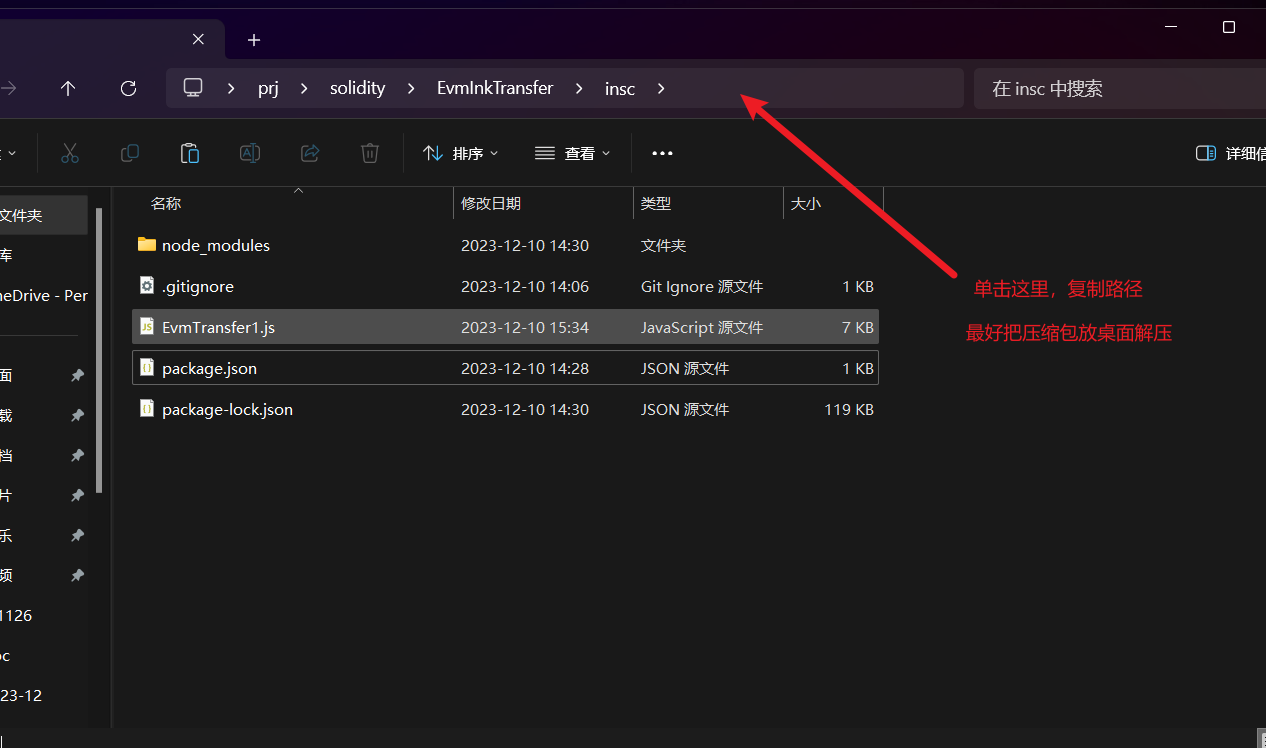 prj solidity EvmInkTransfer insc 在 insc 中搜索
排序 查看 详细信
名称 修改日期 类型 大小
node_modules 2023-12-10 14:30 文件夹
.gitignore 2023-12-10 14:06 Git Ignore 源文件 1 KB
EvmTransfer1.js 2023-12-10 15:34 JavaScript 源文件 7 KB
package.json 2023-12-10 14:28 JSON 源文件 1 KB
package-lock.json 2023-12-10 14:30 JSON 源文件 119 KB
单击这里，复制路径
最好把压缩包放桌面解压
文件夹
库
neDrive - Per
面
载
档
片
乐
频
1126
oc
23-12